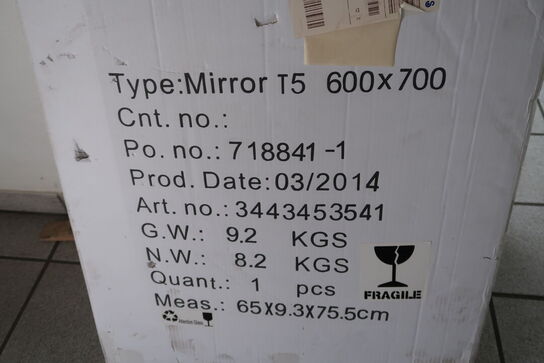 Type:Mirror T5 600x700
Cnt. no.:
Po. no.: 718841-1
Prod. Date:03/2014
Art. no.: 3443453541
G.W.: 9.2 KGS
N.W.: 8.2 KGS
Quant.: 1 pcs
FRAGILE
Meas.: 65X9.3X75.5cm